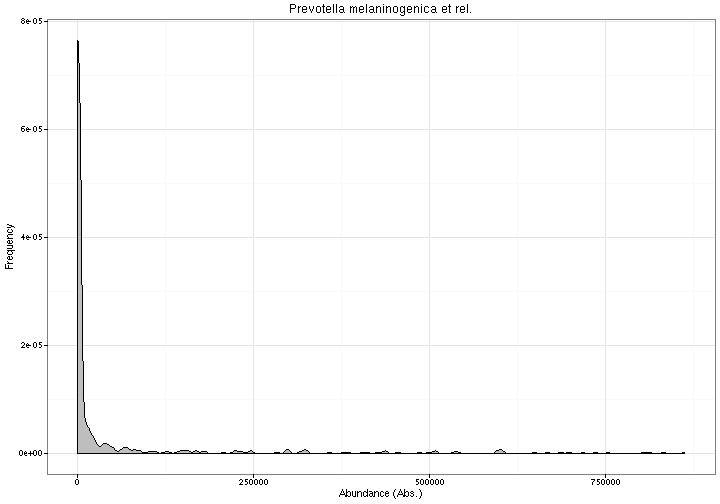 Prevotella melaninogenica et rel.
8e-05
6e-05
4e-05
2e-05
0e+00
Frequency
0
250000
500000
750000
Abundance (Abs.)